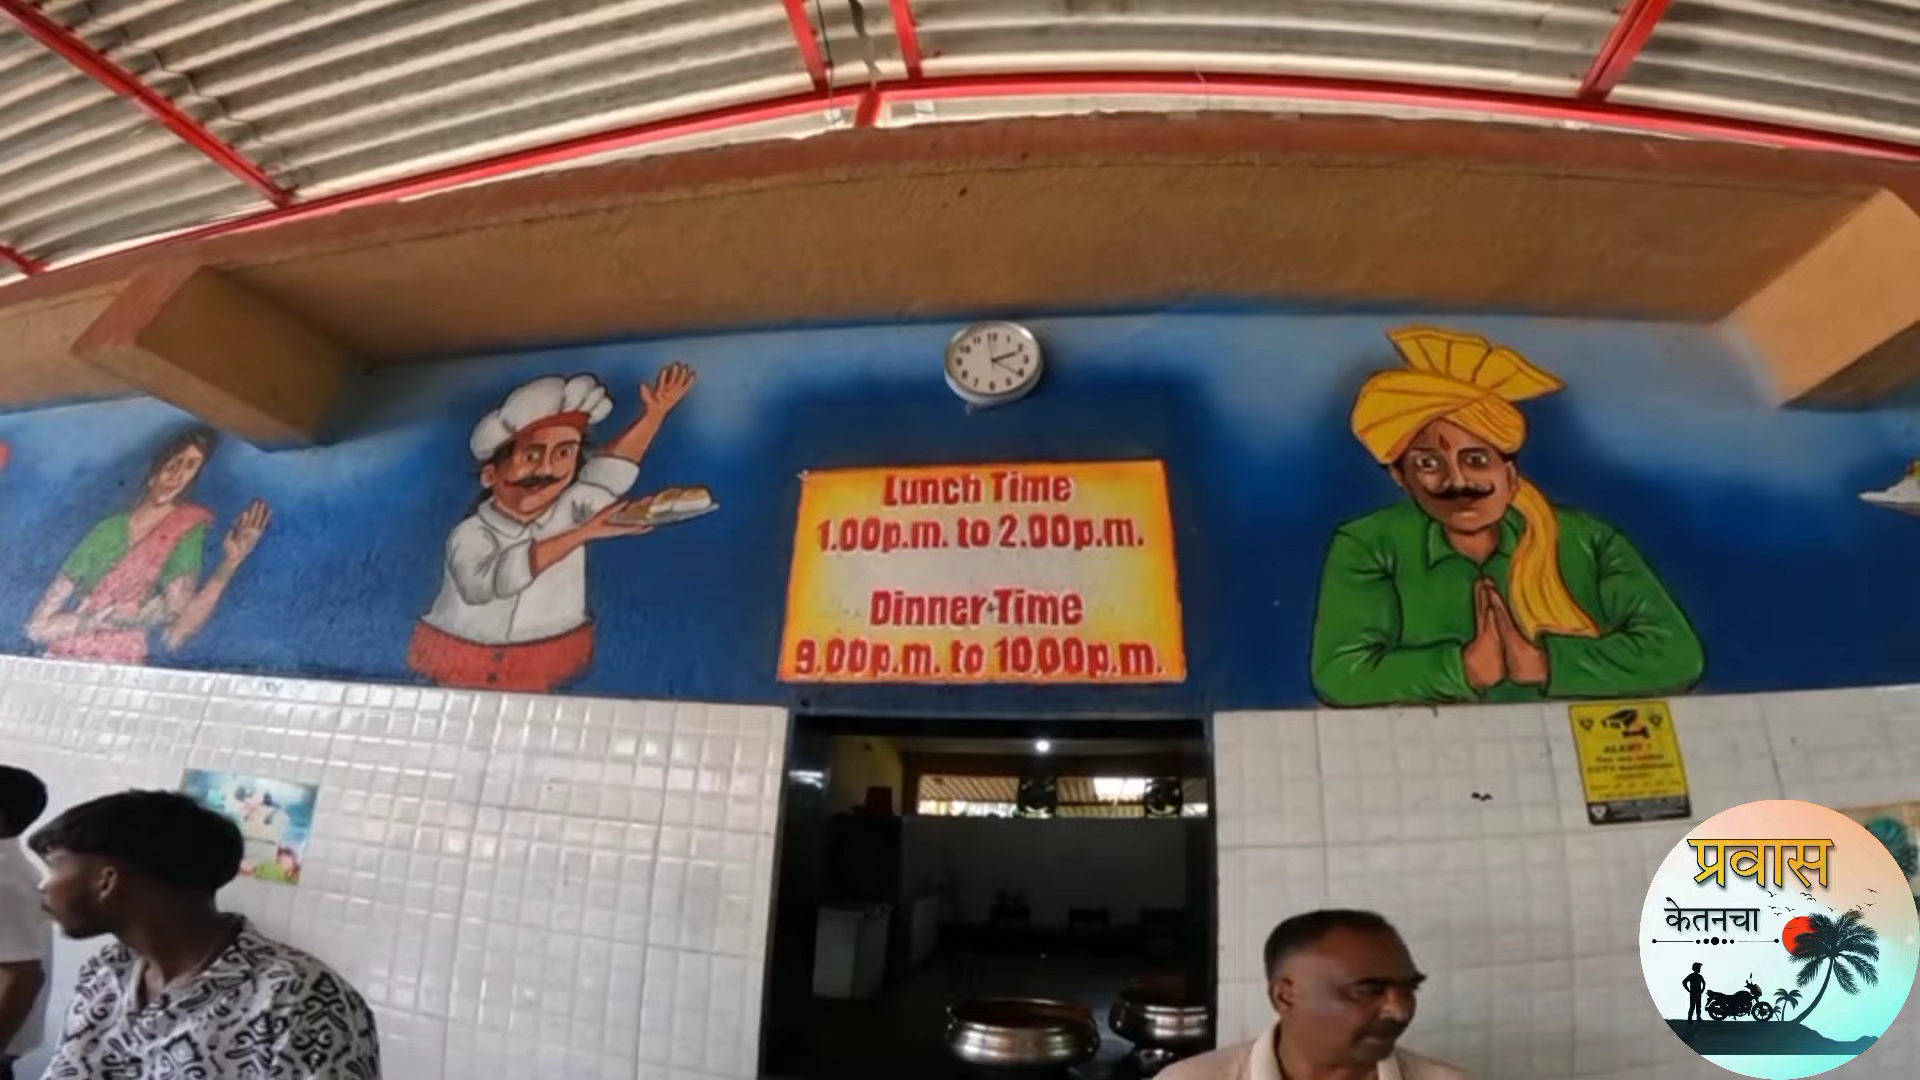 Lunch Time
1.00p.m. to 2.00p.m.
Dinner Time
9.00p.m. to 10.00p.m.
ALERT !
प्रवास
केतनचा